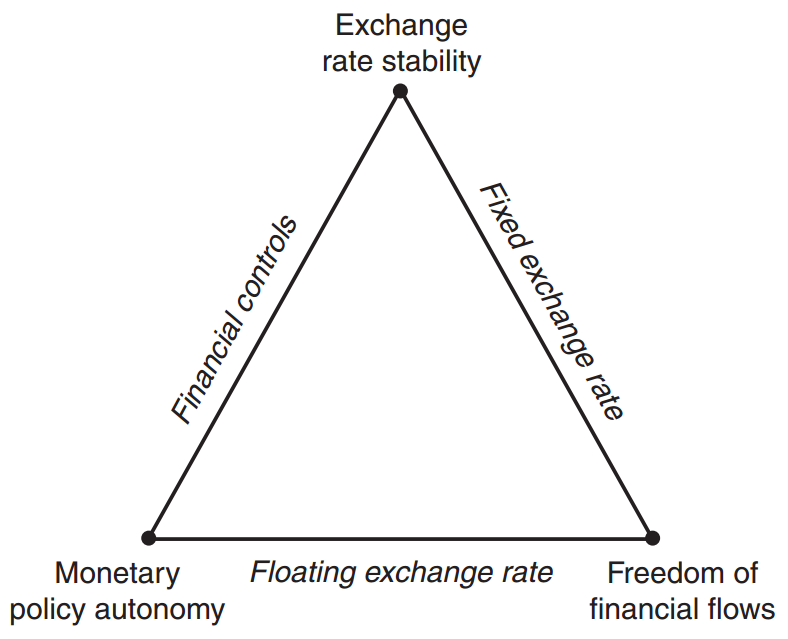 Exchange
rate stability
Financial controls
Fixed exchange rate
Monetary
policy autonomy
Floating exchange rate
Freedom of
financial flows